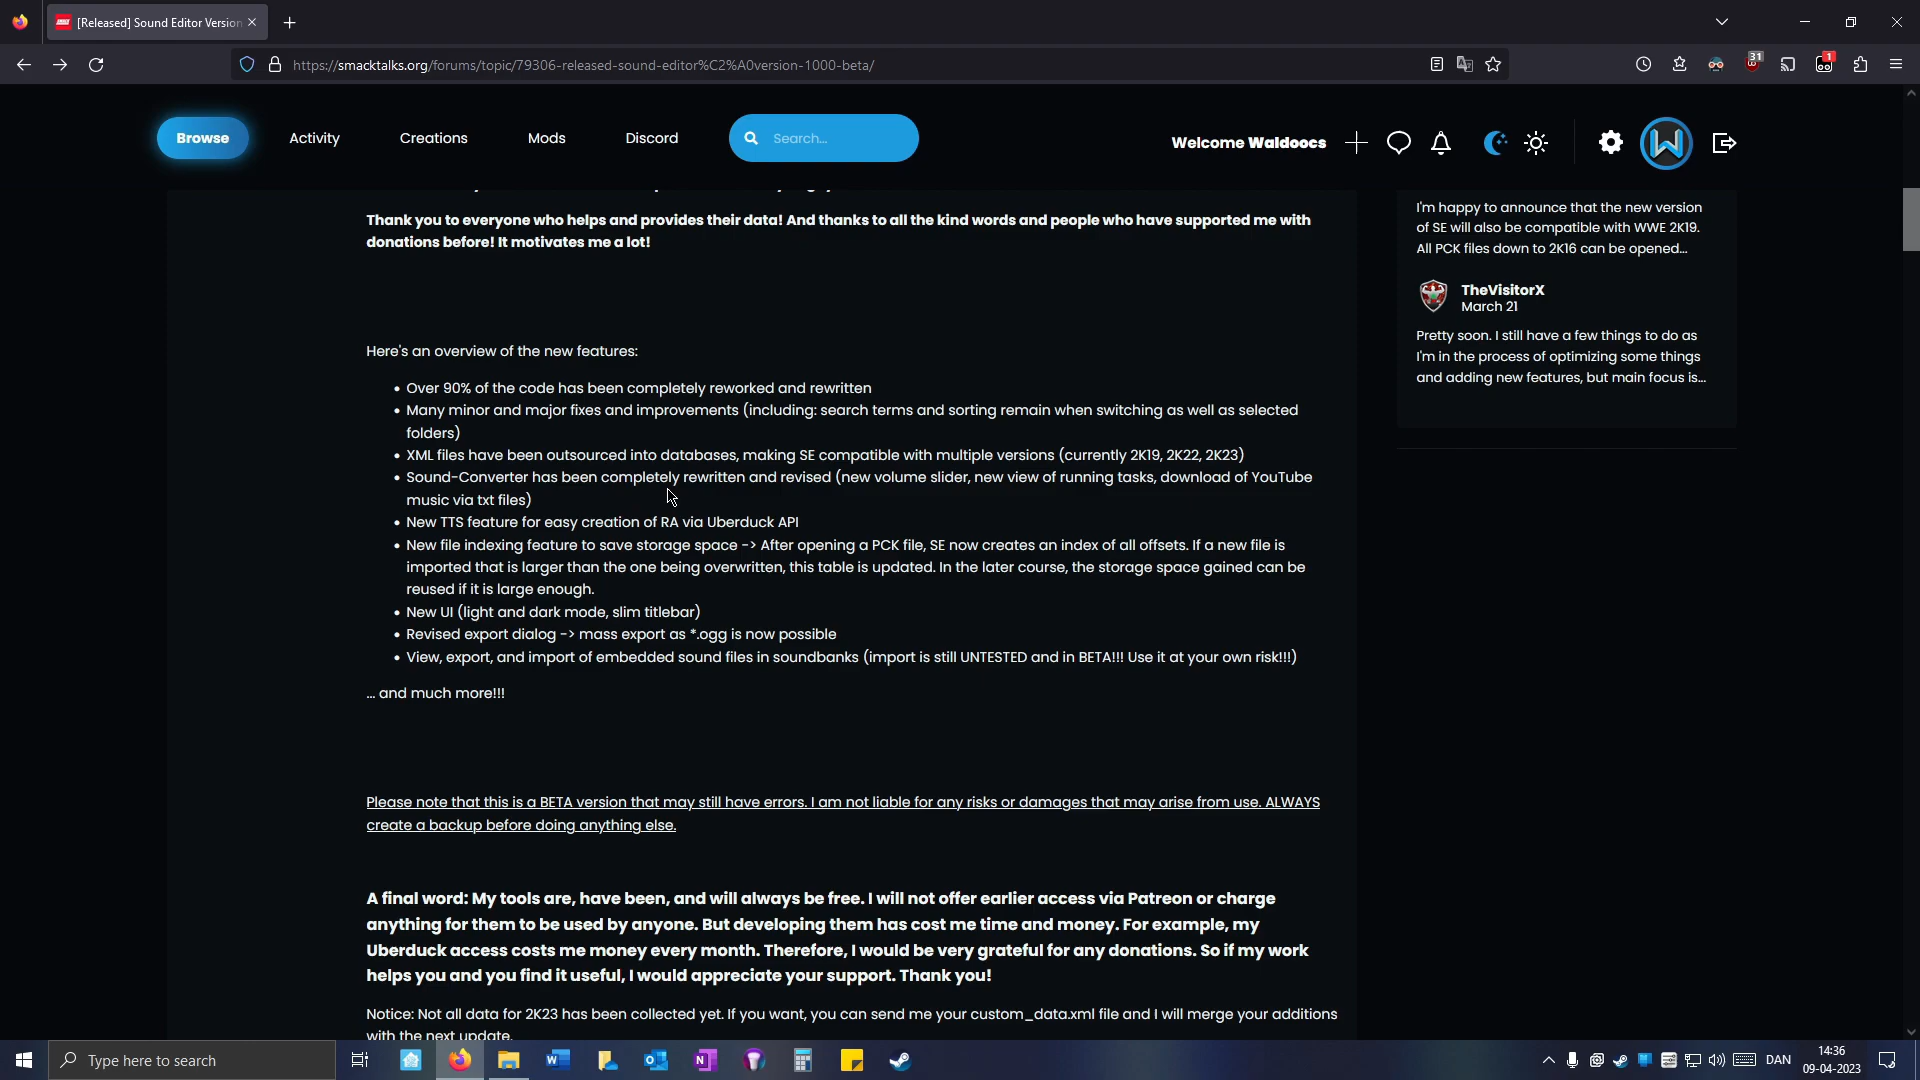 [Released] Sound Editor Version
https://smacktalks.org/forums/topic/79306-released-sound-editor%C2%A0version-1000-beta/
31
1
Browse
Activity
Creations
Mods
Discord
Search...
Welcome Waldoocs
Thank you to everyone who helps and provides their data! And thanks to all the kind words and people who have supported me with
donations before! It motivates me a lot!
Here's an overview of the new features:
• Over 90% of the code has been completely reworked and rewritten
• Many minor and major fixes and improvements (including: search terms and sorting remain when switching as well as selected
folders)
• XML files have been outsourced into databases, making SE compatible with multiple versions (currently 2K19, 2K22, 2K23)
• Sound-Converter has been completely rewritten and revised (new volume slider, new view of running tasks, download of YouTube
music via txt files)
• New TTS feature for easy creation of RA via Uberduck API
• New file indexing feature to save storage space -> After opening a PCK file, SE now creates an index of all offsets. If a new file is
imported that is larger than the one being overwritten, this table is updated. In the later course, the storage space gained can be
reused if it is large enough.
• New UI (light and dark mode, slim titlebar)
• Revised export dialog -> mass export as *.ogg is now possible
• View, export, and import of embedded sound files in soundbanks (import is still UNTESTED and in BETA!!! Use it at your own risk!!!)
... and much more!!!
Please note that this is a BETA version that may still have errors. I am not liable for any risks or damages that may arise from use. ALWAYS
create a backup before doing anything else.
A final word: My tools are, have been, and will always be free. I will not offer earlier access via Patreon or charge
anything for them to be used by anyone. But developing them has cost me time and money. For example, my
Uberduck access costs me money every month. Therefore, I would be very grateful for any donations. So if my work
helps you and you find it useful, I would appreciate your support. Thank you!
Notice: Not all data for 2K23 has been collected yet. If you want, you can send me your custom_data.xml file and I will merge your additions
with the next update.
I'm happy to announce that the new version
of SE will also be compatible with WWE 2K19.
All PCK files down to 2K16 can be opened...
TheVisitorX
March 21
Pretty soon. I still have a few things to do as
I'm in the process of optimizing some things
and adding new features, but main focus is...
Type here to search
DAN
14:36
09-04-2023